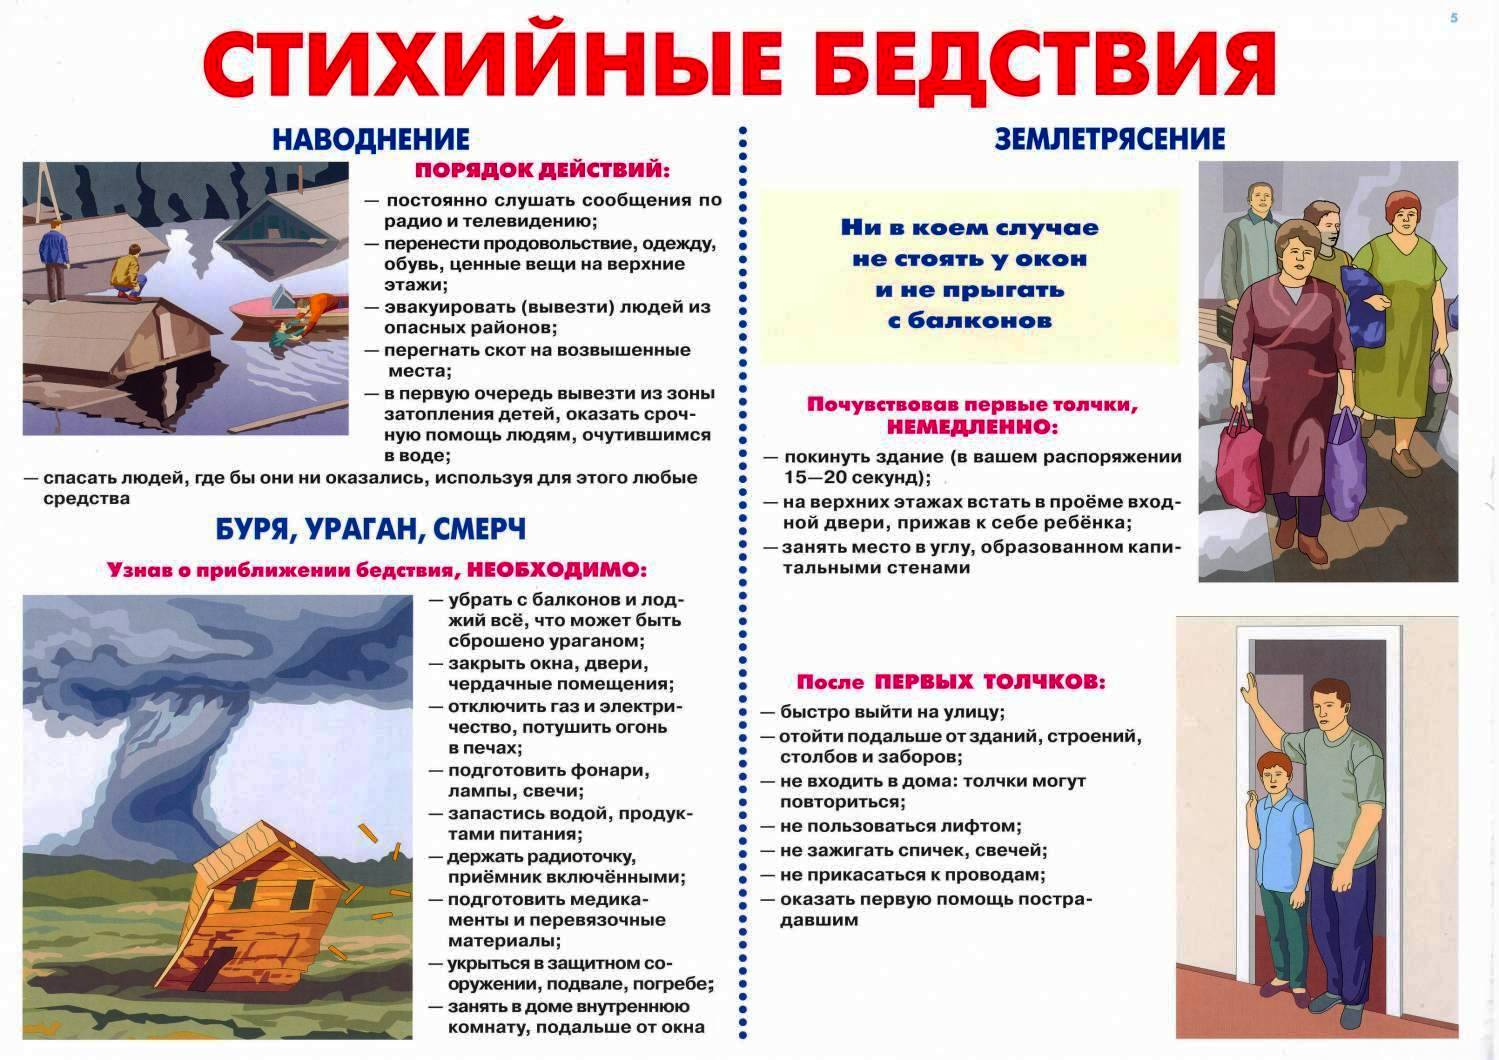 5
СТИХИЙНЫЕ БЕДСТВИЯ
НАВОДНЕНИЕ
ПОРЯДОК ДЕЙСТВИЙ:
— постоянно слушать сообщения по
радио и телевидению;
— перенести продовольствие, одежду,
обувь, ценные вещи на верхние
этажи;
— эвакуировать (вывезти) людей из
опасных районов;
— перегнать скот на возвышенные
места;
— в первую очередь вывезти из зоны
затопления детей, оказать сроч-
ную помощь людям, очутившимся
в воде;
— спасать людей, где бы они ни оказались, используя для этого любые
средства
БУРЯ, УРАГАН, СМЕРЧ
Узнав о приближении бедствия, НЕОБХОДИМО:
— убрать с балконов и лод-
жий всё, что может быть
сброшено ураганом;
— закрыть окна, двери,
чердачные помещения;
— отключить газ и электри-
чество, потушить огонь
в печах;
— подготовить фонари,
лампы, свечи;
— запастись водой, продук-
тами питания;
— держать радиоточку,
приёмник включёнными;
— подготовить медика-
менты и перевязочные
материалы;
— укрыться в защитном со-
оружении, подвале, погребе;
— занять в доме внутреннюю
комнату, подальше от окна
ЗЕМЛЕТРЯСЕНИЕ
Ни в коем случае
не стоять у окон
и не прыгать
с балконов
Почувствовав первые толчки,
НЕМЕДЛЕННО:
— покинуть здание (в вашем распоряжении
15—20 секунд);
— на верхних этажах встать в проёме вход-
ной двери, прижав к себе ребёнка;
— занять место в углу, образованном капи-
тальными стенами
После ПЕРВЫХ ТОЛЧКОВ:
— быстро выйти на улицу;
— отойти подальше от зданий, строений,
столбов и заборов;
— не входить в дома: толчки могут
повториться;
— не пользоваться лифтом;
— не зажигать спичек, свечей;
— не прикасаться к проводам;
— оказать первую помощь постра-
давшим